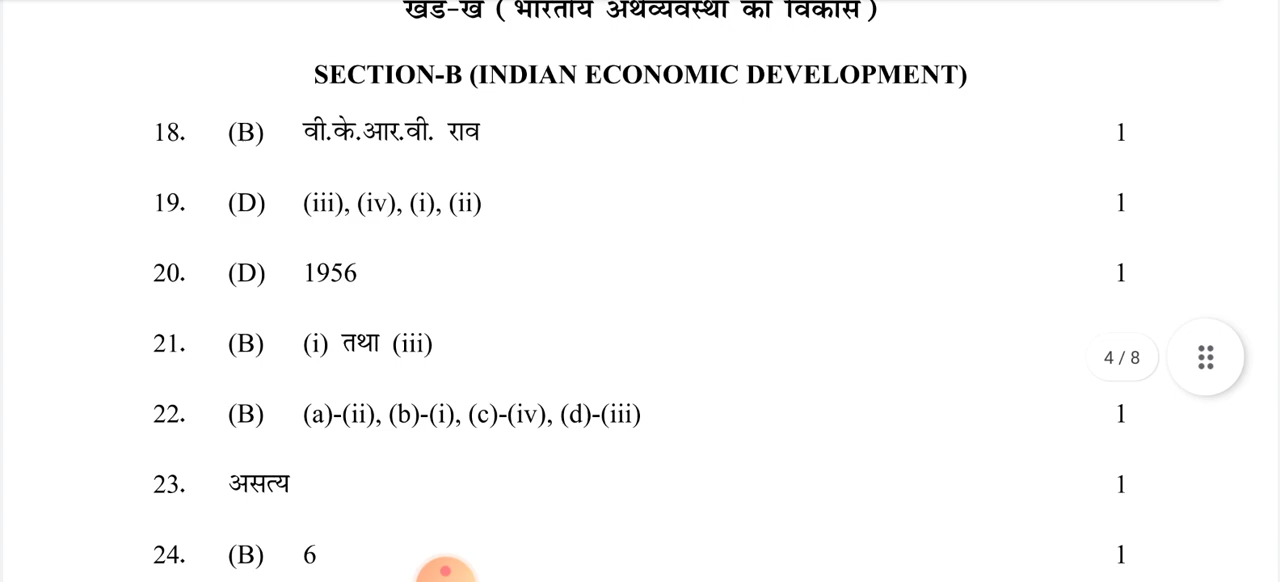 खंड-ख ( भारतीय अर्थव्यवस्था का विकास )
SECTION-B (INDIAN ECONOMIC DEVELOPMENT)
18. (B) वी.के.आर.वी. राव 1
19. (D) (iii), (iv), (i), (ii) 1
20. (D) 1956 1
21. (B) (i) तथा (iii) 1
4 / 8
22. (B) (a)-(ii), (b)-(i), (c)-(iv), (d)-(iii) 1
23. असत्य 1
24. (B) 6 1